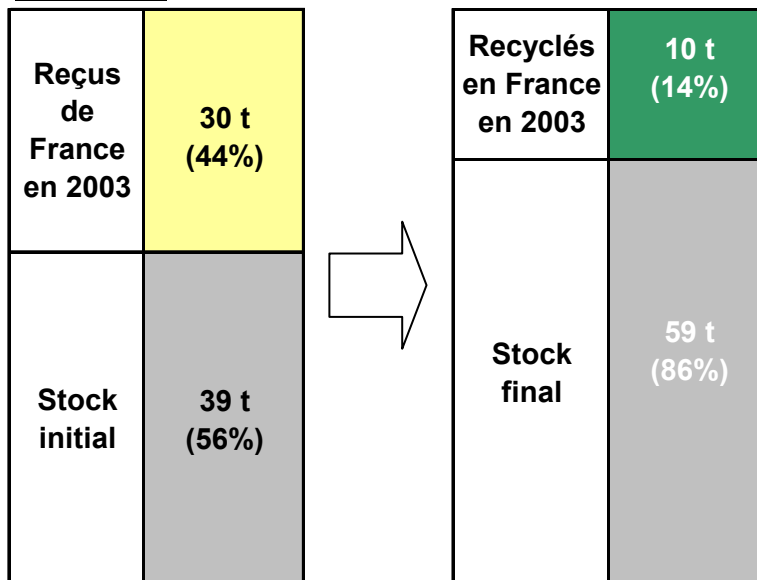 Reçus
de
France
en 2003
30 t
(44%)
Stock
initial
39 t
(56%)
Recyclés
en France
en 2003
10 t
(14%)
Stock
final
59 t
(86%)